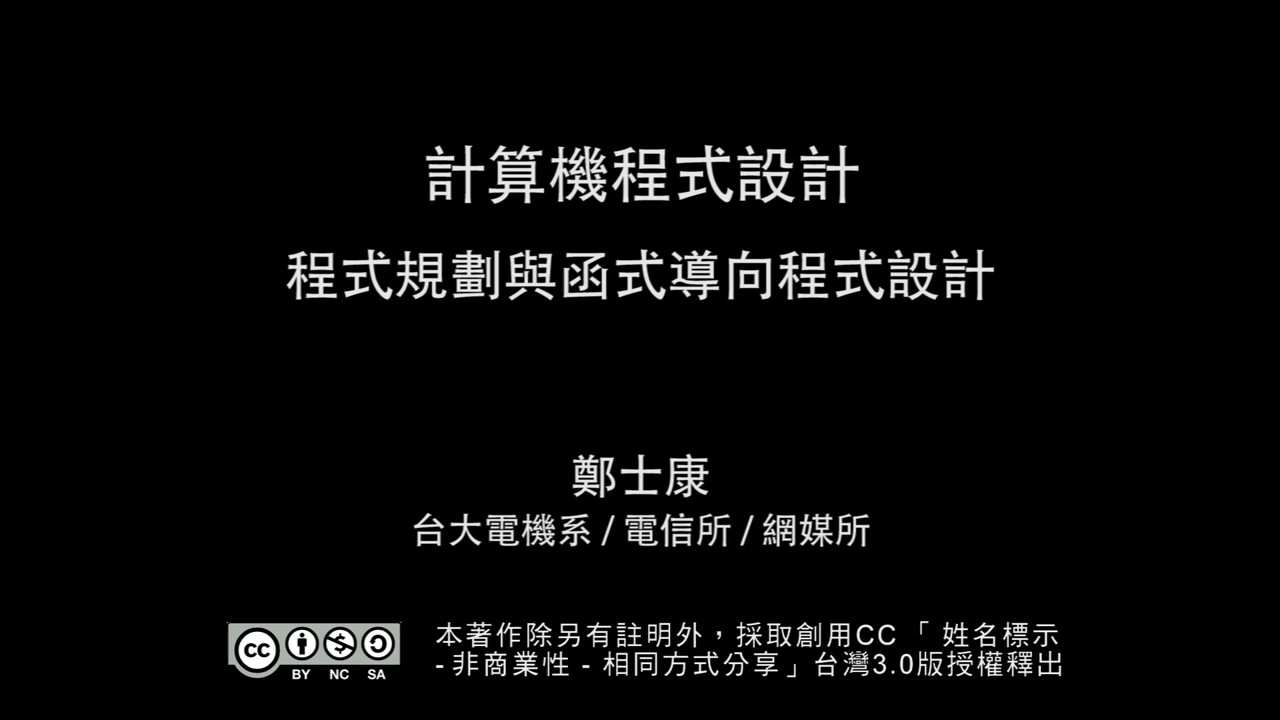 計算機程式設計
程式規劃與函式導向程式設計
鄭士康
台大電機系 / 電信所 / 網媒所
cc BY NC SA
本著作除另有註明外，採取創用CC「 姓名標示
- 非商業性 - 相同方式分享」台灣3.0版授權釋出